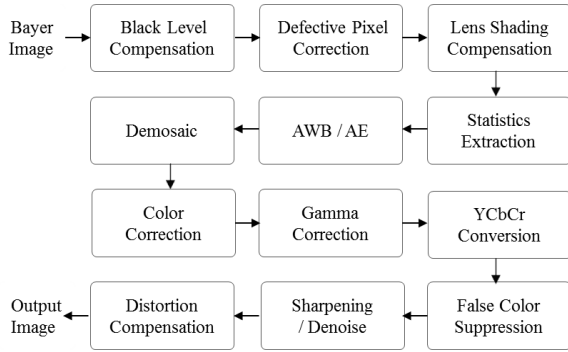 Bayer
Image
Black Level
Compensation
Defective Pixel
Correction
Lens Shading
Compensation
Statistics
Extraction
AWB / AE
Demosaic
Color
Correction
Gamma
Correction
YCbCr
Conversion
False Color
Suppression
Sharpening
/ Denoise
Distortion
Compensation
Output
Image